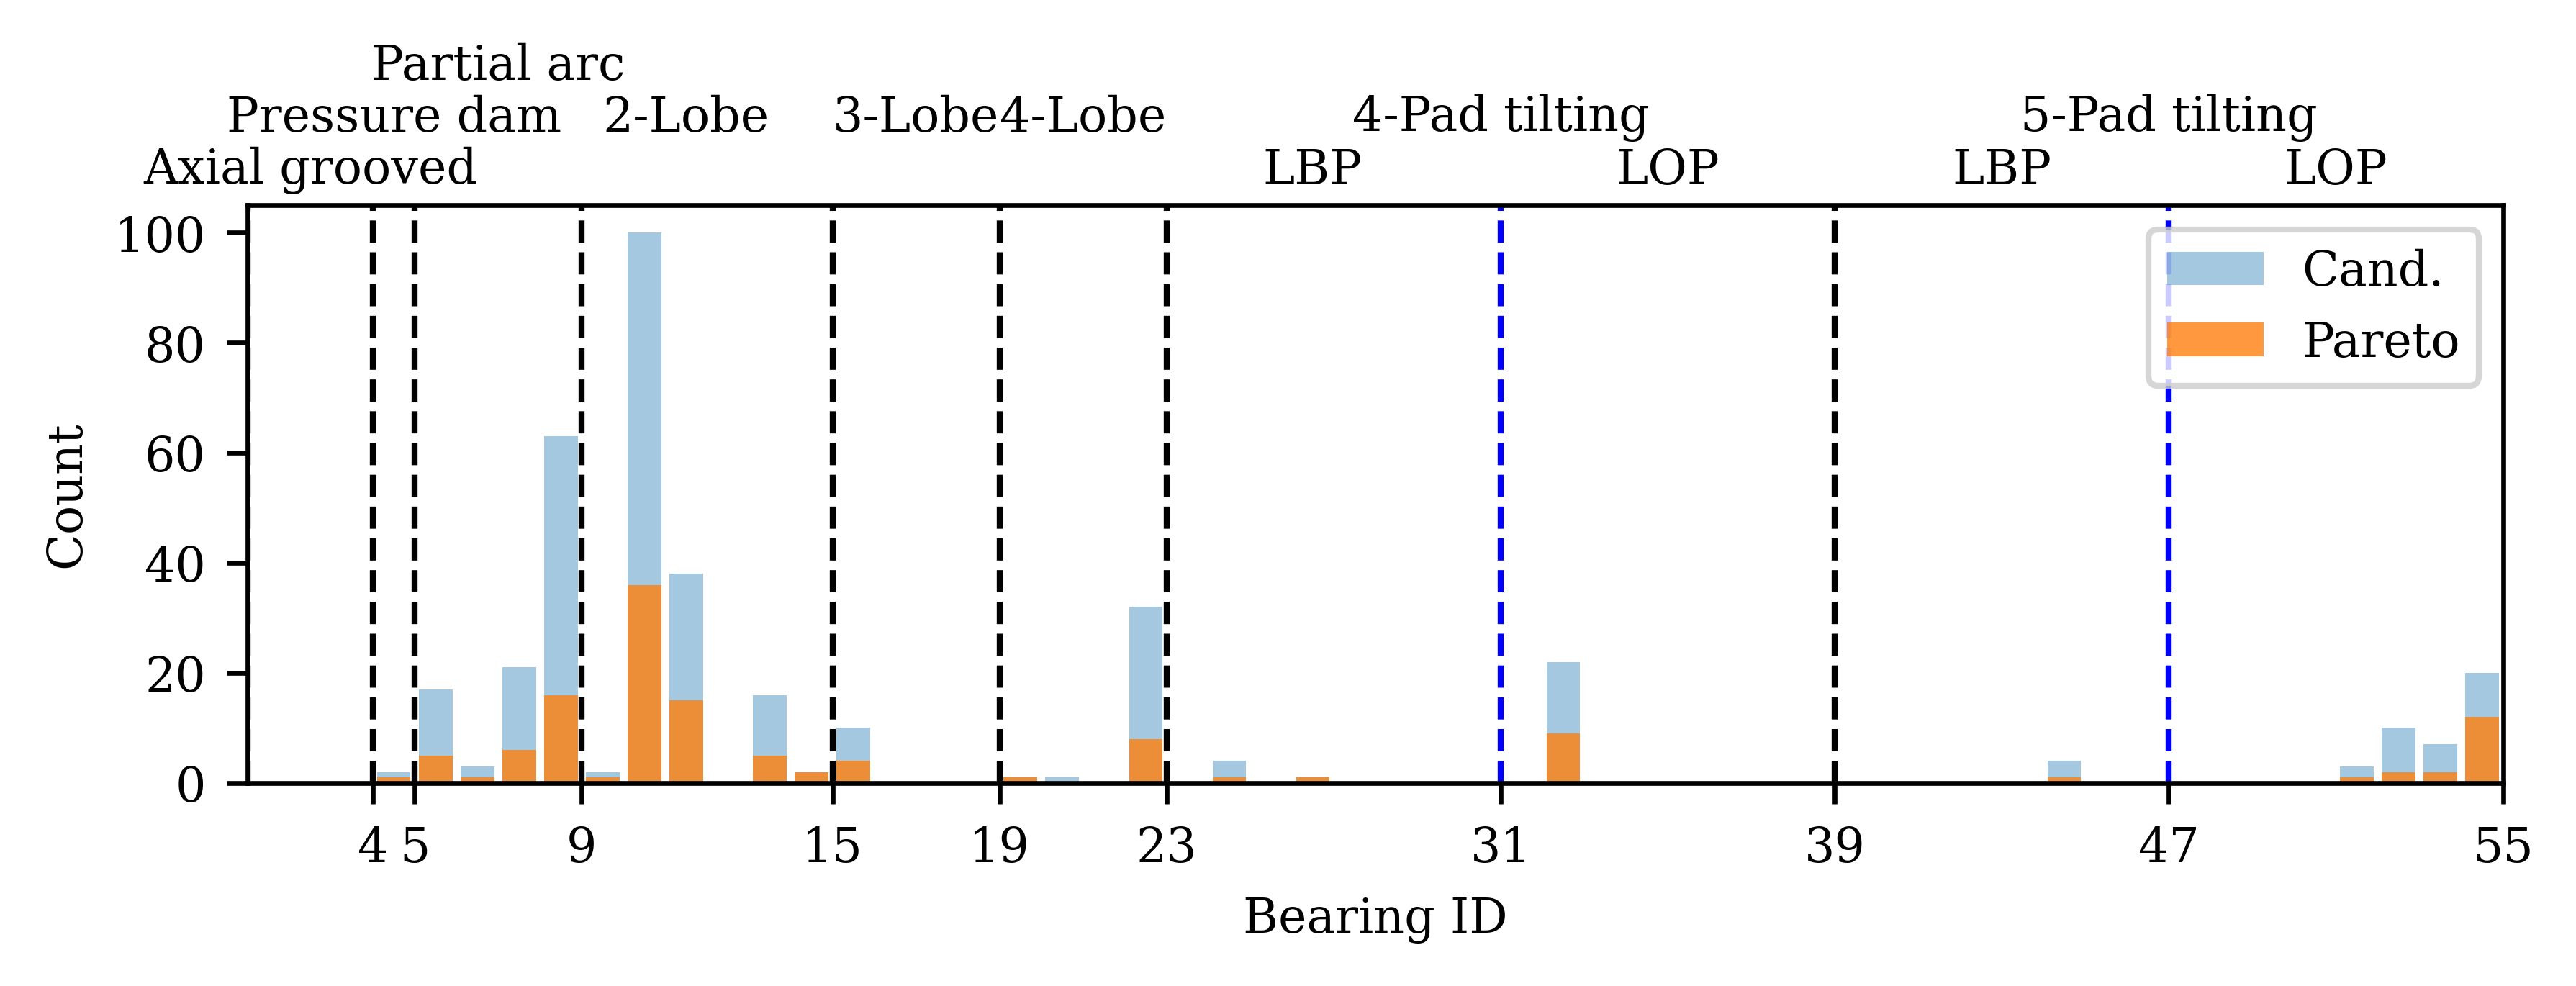 Partial arc
Pressure dam 2-Lobe 3-Lobe4-Lobe 4-Pad tilting 5-Pad tilting
Axial grooved LBP LOP LBP LOP
100
80
60
40
20
0
Count
Cand.
Pareto
4 5 9 15 19 23 31 39 47 55
Bearing ID